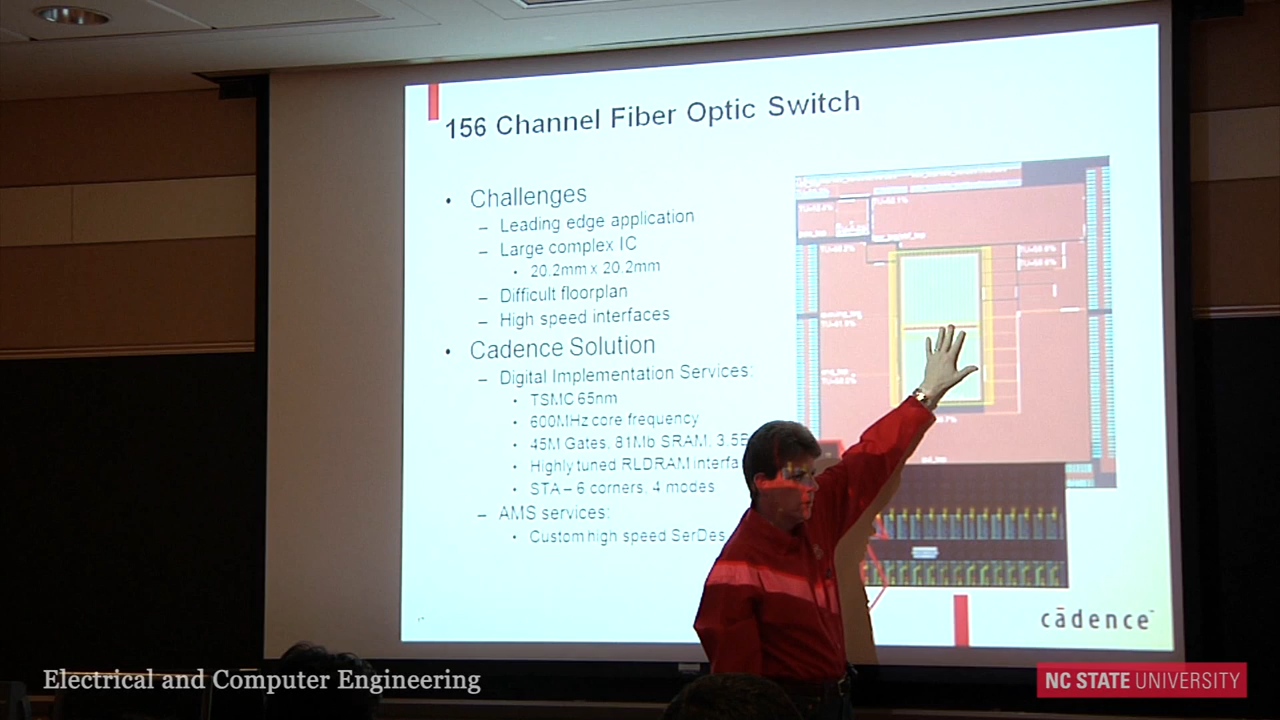 156 Channel Fiber Optic Switch
• Challenges
– Leading edge application
– Large complex IC
• 20.2mm x 20.2mm
– Difficult floorplan
– High speed interfaces
• Cadence Solution
– Digital Implementation Services:
• TSMC 65nm
• 600MHz core frequency
• 45M Gates, 81Mb SRAM, 3.5
• Highly tuned RLDRAM
• STA – 6 corners, 4 modes
– AMS services:
• Custom high speed SerDes
cādence
Electrical and Computer Engineering
NC STATE UNIVERSITY